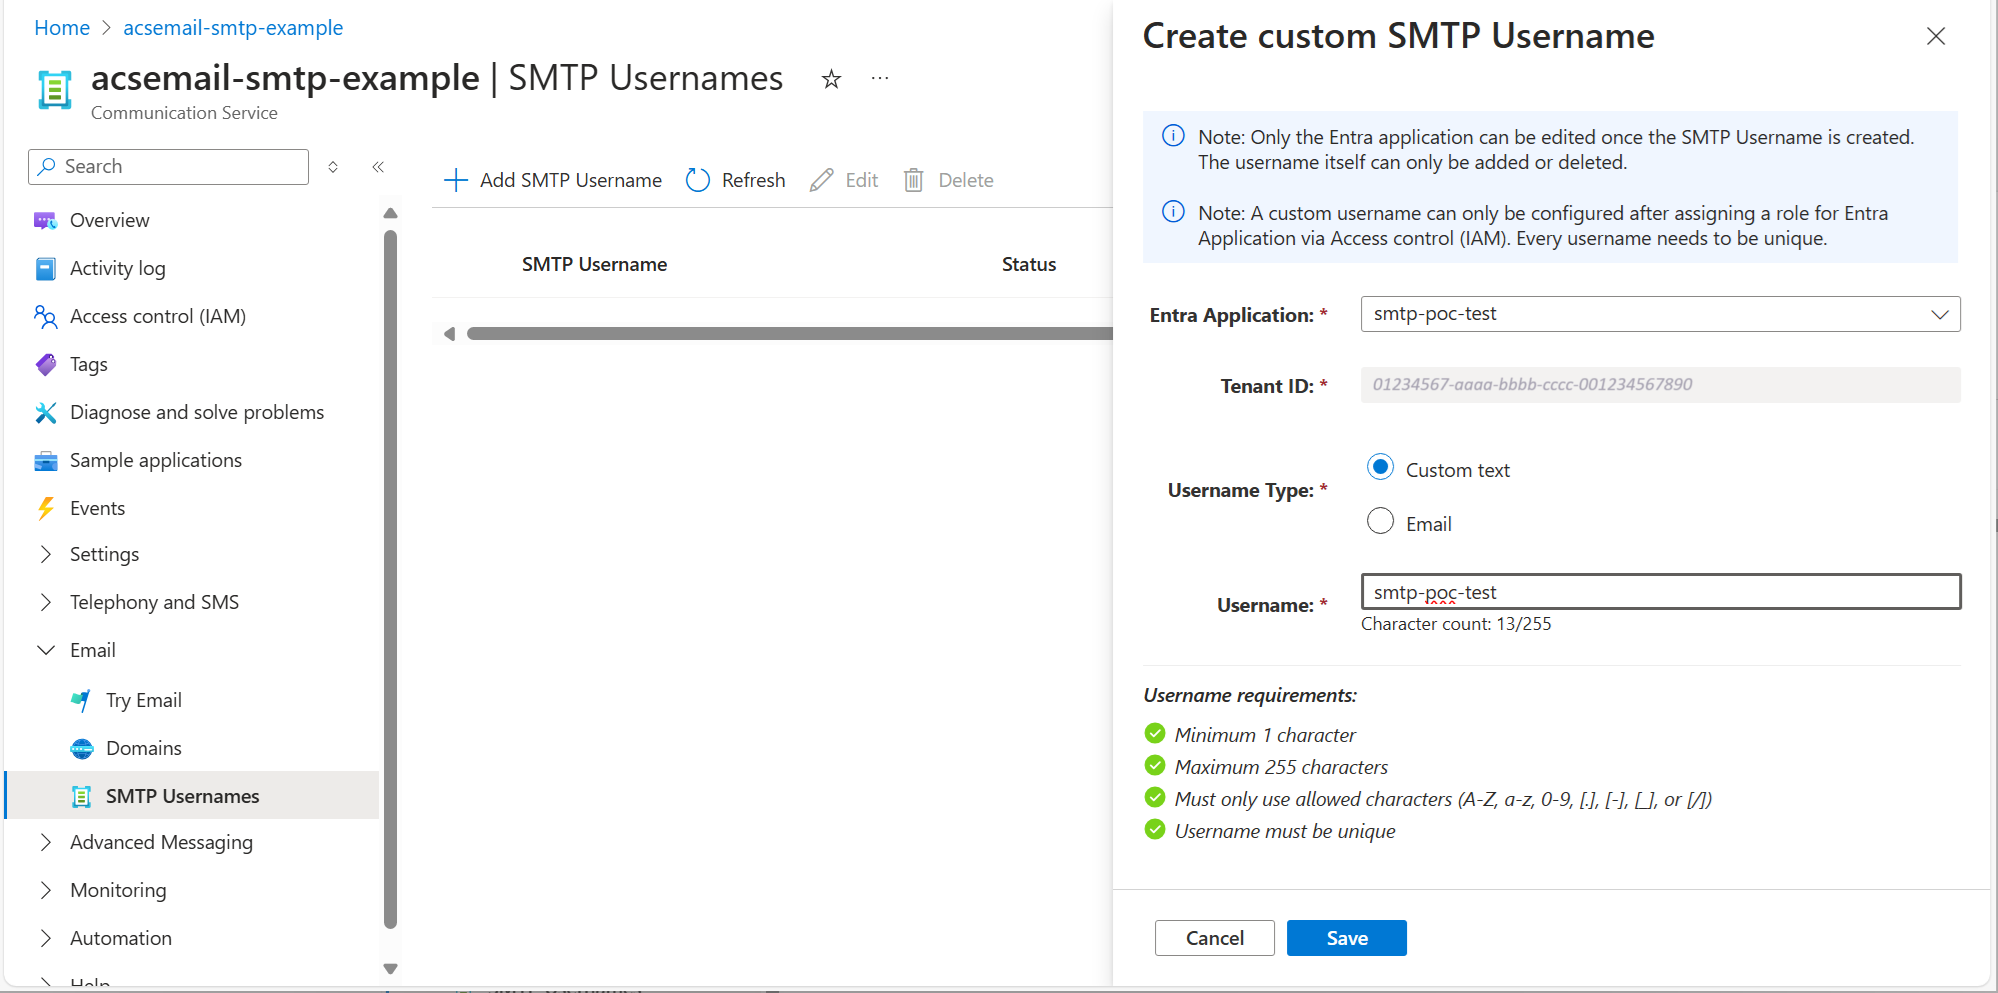 Home > acsemail-smtp-example
acsemail-smtp-example | SMTP Usernames
Communication Service
Search
Overview
Activity log
Access control (IAM)
Tags
Diagnose and solve problems
Sample applications
Events
Settings
Telephony and SMS
Email
Try Email
Domains
SMTP Usernames
Advanced Messaging
Monitoring
Automation
Help
Add SMTP Username Refresh Edit Delete
SMTP Username Status
Create custom SMTP Username
Note: Only the Entra application can be edited once the SMTP Username is created.
The username itself can only be added or deleted.
Note: A custom username can only be configured after assigning a role for Entra
Application via Access control (IAM). Every username needs to be unique.
Entra Application: * smtp-poc-test
Tenant ID: * 01234567-aaaa-bbbb-cccc-001234567890
Username Type: *
Custom text
Email
Username: * smtp-poc-test
Character count: 13/255
Username requirements:
Minimum 1 character
Maximum 255 characters
Must only use allowed characters (A-Z, a-z, 0-9, [.], [-], [_], or [/])
Username must be unique
Cancel Save